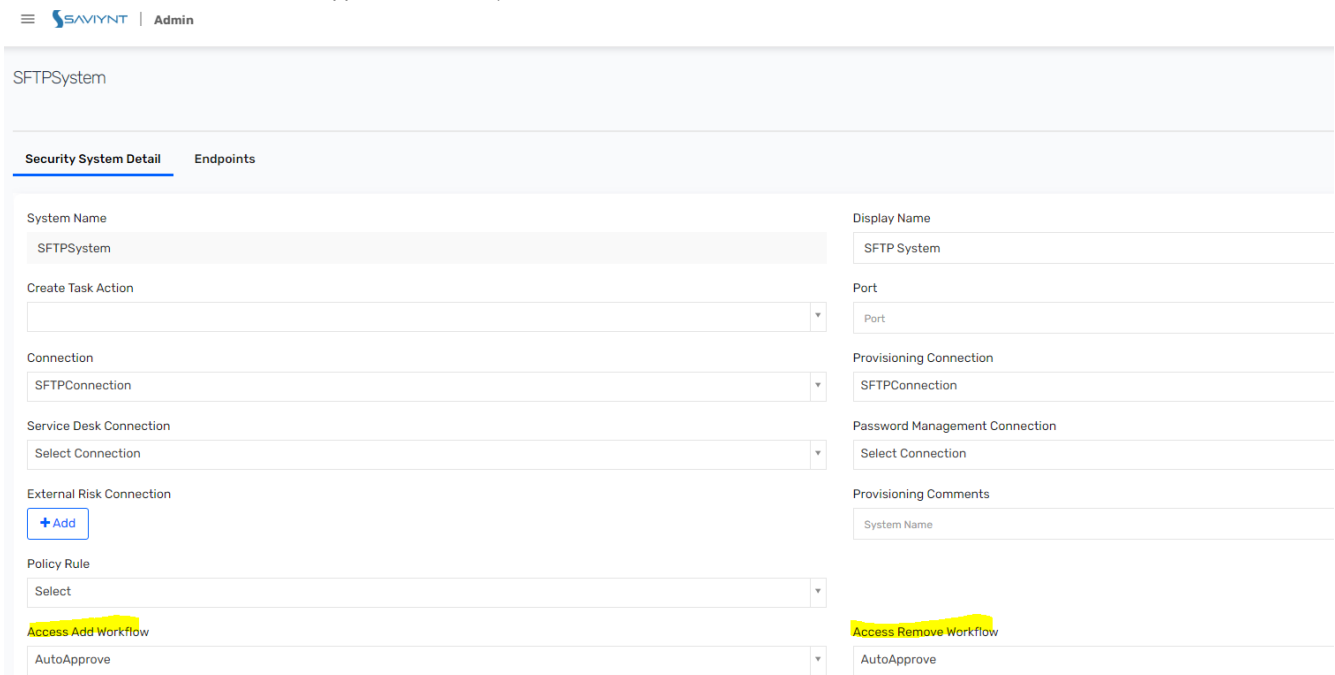 SAVIYNT | Admin
SFTPSystem
Security System Detail Endpoints
System Name Display Name
SFTPSystem SFTP System
Create Task Action Port
Port
Connection Provisioning Connection
SFTPConnection SFTPConnection
Service Desk Connection Password Management Connection
Select Connection Select Connection
External Risk Connection Provisioning Comments
+ Add System Name
Policy Rule
Select
Access Add Workflow Access Remove Workflow
AutoApprove AutoApprove